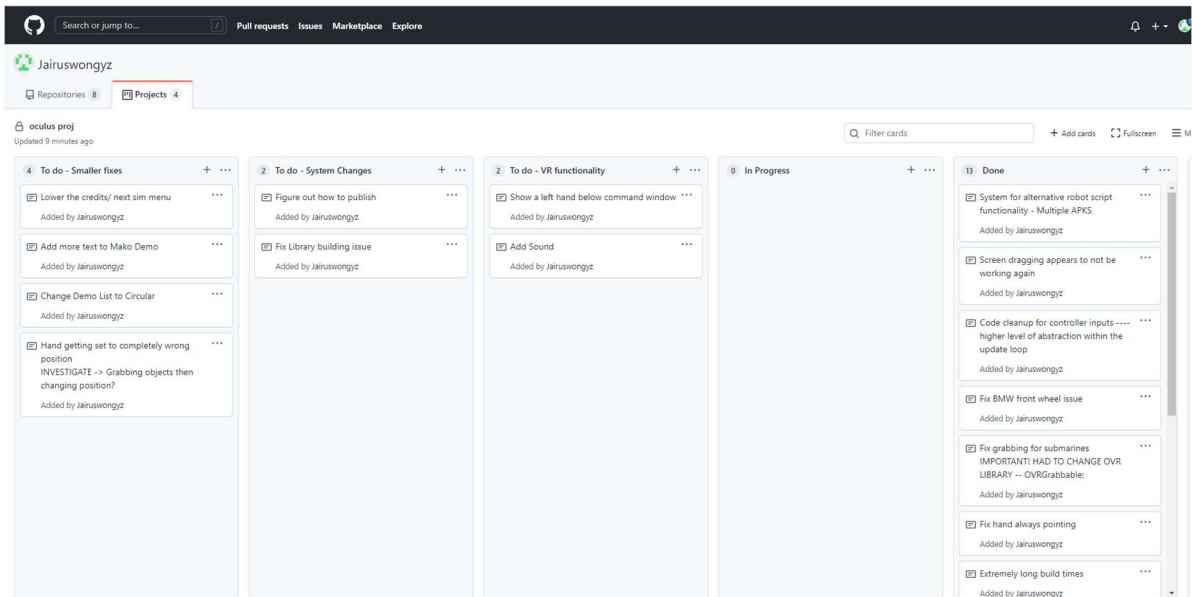 Search or jump to... / Pull requests Issues Marketplace Explore
Jairuswongyz
Repositories 8 Projects 4
oculus proj
Updated 9 minutes ago
Filter cards
+ Add cards Fullscreen M
4 To do - Smaller fixes
Lower the credits/ next sim menu
Added by Jairuswongyz
Add more text to Mako Demo
Added by Jairuswongyz
Change Demo List to Circular
Added by Jairuswongyz
Hand getting set to completely wrong
position
INVESTIGATE -> Grabbing objects then
changing position?
Added by Jairuswongyz
2 To do - System Changes
Figure out how to publish
Added by Jairuswongyz
Fix Library building issue
Added by Jairuswongyz
2 To do - VR functionality
Show a left hand below command window
Added by Jairuswongyz
Add Sound
Added by Jairuswongyz
0 In Progress
13 Done
System for alternative robot script
functionality - Multiple APKS
Added by Jairuswongyz
Screen dragging appears to not be
working again
Added by Jairuswongyz
Code cleanup for controller inputs ----
higher level of abstraction within the
update loop
Added by Jairuswongyz
Fix BMW front wheel issue
Added by Jairuswongyz
Fix grabbing for submarines
IMPORTANT! HAD TO CHANGE OVR
LIBRARY -- OVRGrabbable;
Added by Jairuswongyz
Fix hand always pointing
Added by Jairuswongyz
Extremely long build times
Added by Jairuswongyz